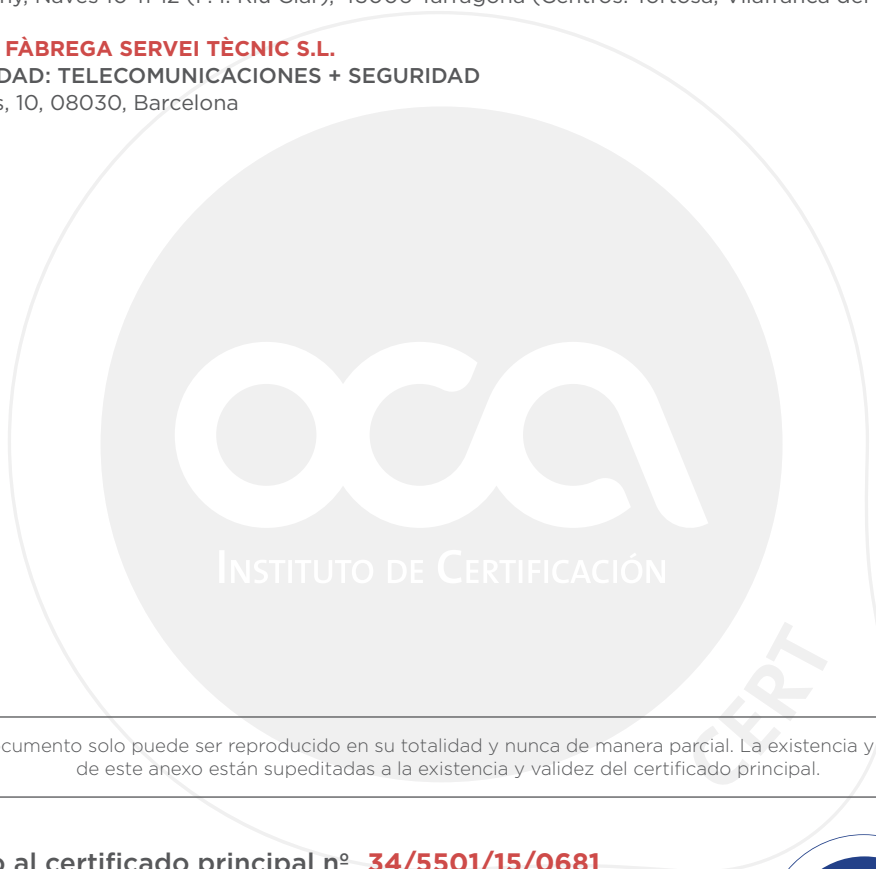 FÀBREGA SERVEI TÈCNIC S.L.
DAD: TELECOMUNICACIONES + SEGURIDAD
s, 10, 08030, Barcelona
oca
INSTITUTO DE CERTIFICACIÓN
CERT
cumento solo puede ser reproducido en su totalidad y nunca de manera parcial. La existencia y
de este anexo están supeditadas a la existencia y validez del certificado principal.
o al certificado principal nº 34/5501/15/0681